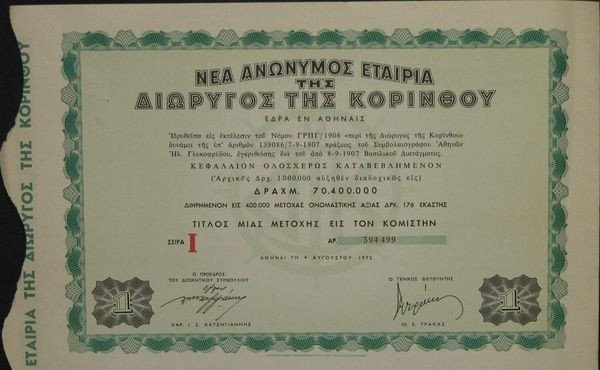 ΕΤΑΙΡΙΑ ΤΗΣ ΔΙΩΡΥΓΟΣ ΤΗΣ ΚΟΡΙΝΘΟΥ
ΝΕΑ ΑΝΩΝΥΜΟΣ ΕΤΑΙΡΙΑ
ΤΗΣ
ΔΙΩΡΥΓΟΣ ΤΗΣ ΚΟΡΙΝΘΟΥ
ΕΔΡΑ ΕΝ ΑΘΗΝΑΙΣ
Ἱδρυθεῖσα εἰς ἐκτέλεσιν τοῦ Νόμου ΓΡΠΓ/1906 «περὶ τῆς Διώρυγος τῆς Κορίνθου»
δυνάμει τῆς ὑπ' ἀριθμὸν 139086/7-9-1907 πράξεως τοῦ Συμβολαιογράφου Ἀθηνῶν
Ἠλ. Γλυκοφρύδου, ἐγκριθείσης διὰ τοῦ ἀπὸ 8-9-1907 Βασιλικοῦ Διατάγματος.
ΚΕΦΑΛΑΙΟΝ ΟΛΟΣΧΕΡΩΣ ΚΑΤΑΒΕΒΛΗΜΕΝΟΝ
(Ἀρχικῶς Δρχ. 1.000.000 αὐξηθὲν διαδοχικῶς εἰς)
ΔΡΑΧΜ. 70.400.000
ΔΙΗΡΗΜΕΝΟΝ ΕΙΣ 400.000 ΜΕΤΟΧΑΣ ΟΝΟΜΑΣΤΙΚΗΣ ΑΞΙΑΣ ΔΡΧ. 176 ΕΚΑΣΤΗΣ
ΤΙΤΛΟΣ ΜΙΑΣ ΜΕΤΟΧΗΣ ΕΙΣ ΤΟΝ ΚΟΜΙΣΤΗΝ
ΣΕΙΡΑ I ΑΡ. 394499
ΑΘΗΝΑΙ ΤΗ 4 ΑΥΓΟΥΣΤΟΥ 1972
Ο ΠΡΟΕΔΡΟΣ
ΤΟΥ ΔΙΟΙΚΗΤΙΚΟΥ ΣΥΜΒΟΥΛΙΟΥ
Ο ΓΕΝΙΚΟΣ ΔΙΕΥΘΥΝΤΗΣ
1 1
ΧΑΡ. Ι. Σ. ΧΑΤΖΗΓΙΑΝΝΗΣ
Ε. ΤΡΑΚΑΣ